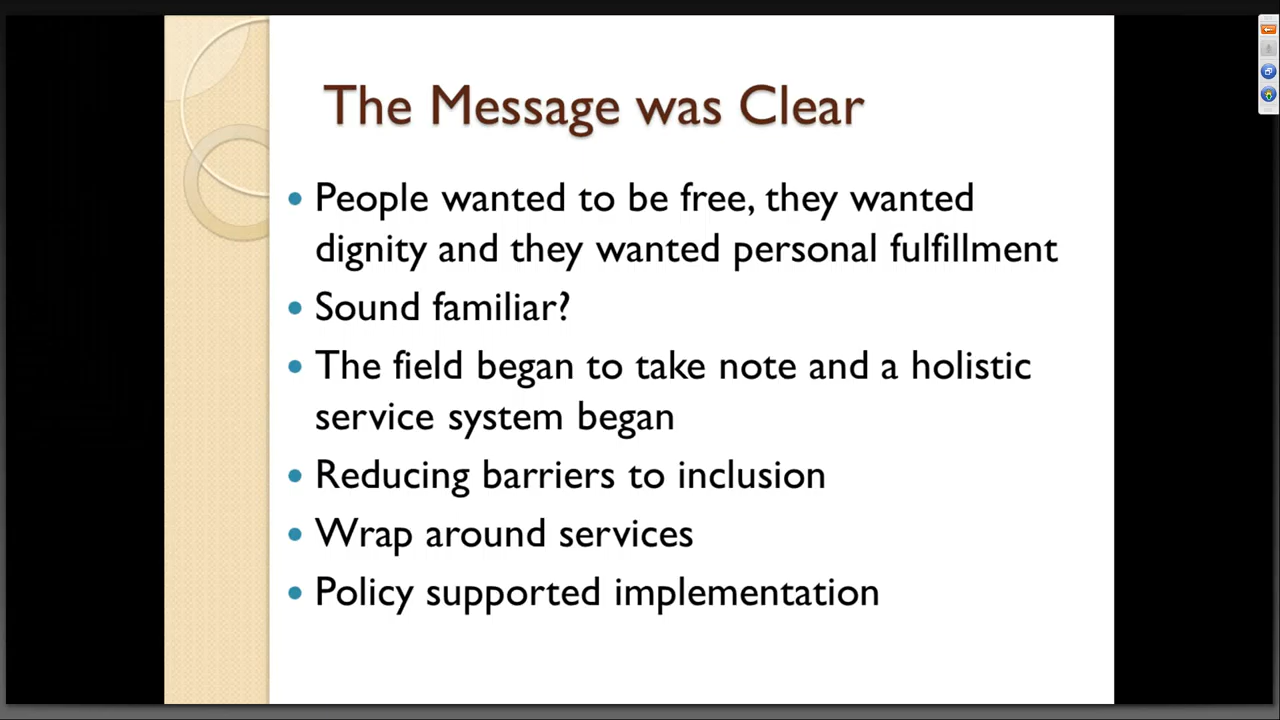 The Message was Clear
• People wanted to be free, they wanted
dignity and they wanted personal fulfillment
• Sound familiar?
• The field began to take note and a holistic
service system began
• Reducing barriers to inclusion
• Wrap around services
• Policy supported implementation